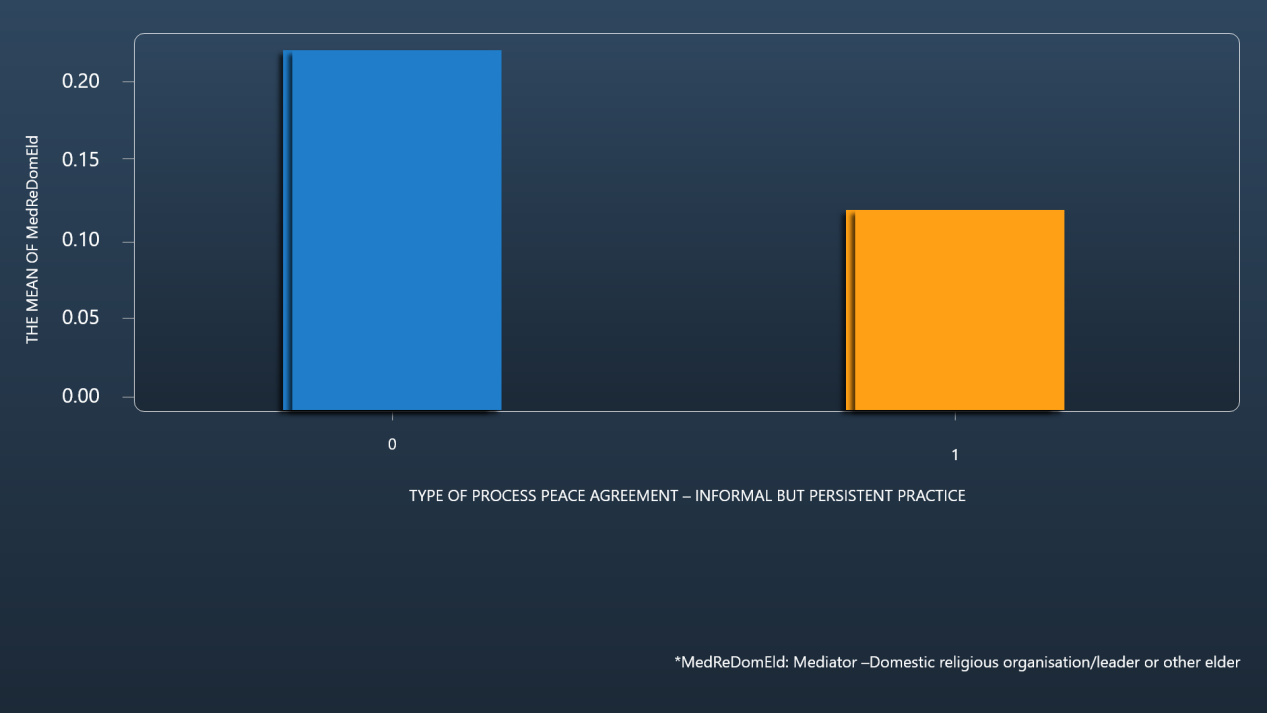 0.20
0.15
0.10
0.05
0.00
THE MEAN OF MedReDomEld
0
1
TYPE OF PROCESS PEACE AGREEMENT – INFORMAL BUT PERSISTENT PRACTICE
*MedReDomEld: Mediator –Domestic religious organisation/leader or other elder